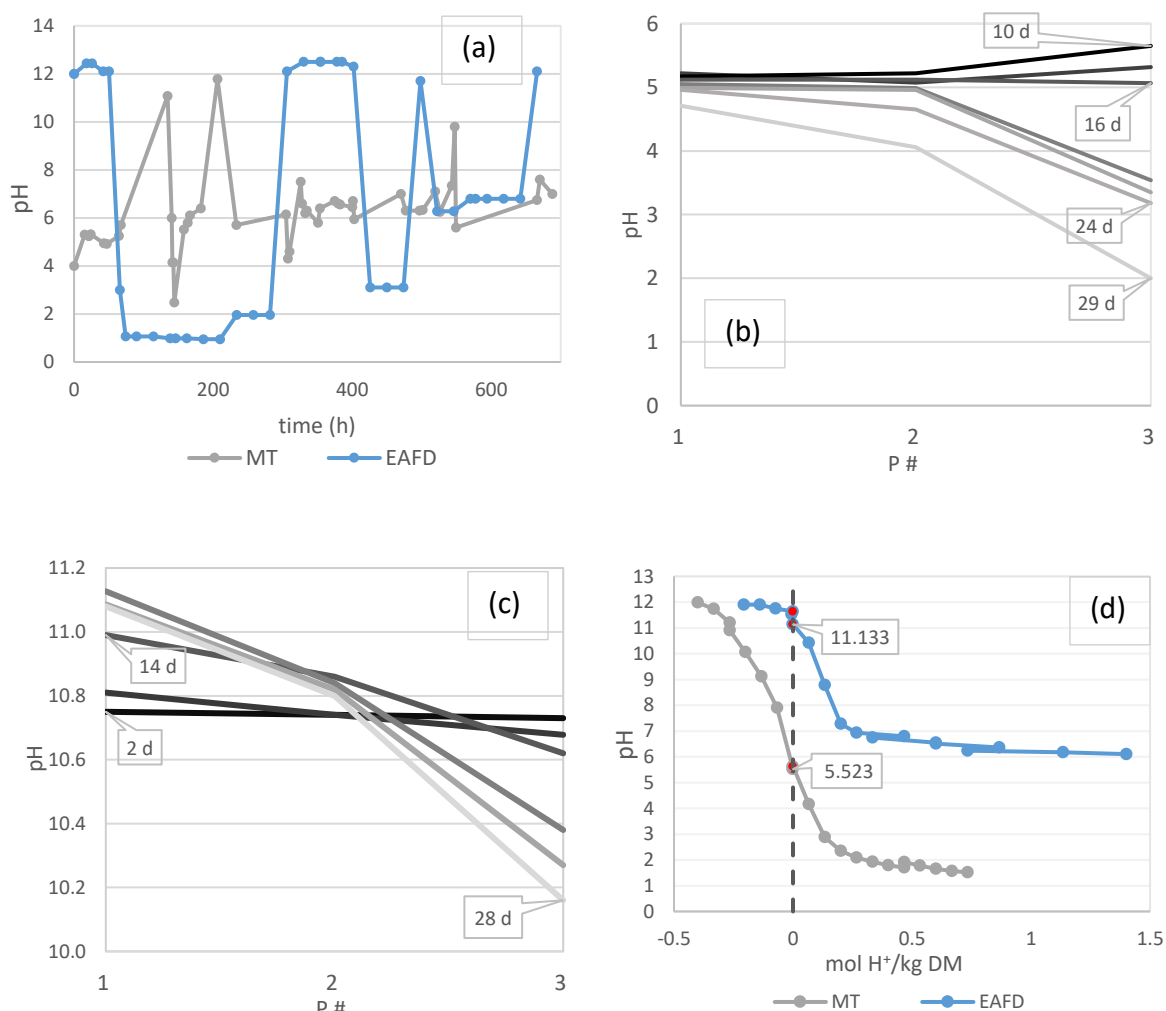 14
12
10
8
6
4
2
0
pH
(a)
0 200 400 600
time (h)
MT EAFD
6
5
4
3
2
1
0
pH
10 d
16 d
24 d
29 d
(b)
1 2 3
P #
11.2
11.0
10.8
10.6
10.4
10.2
10.0
pH
(c)
14 d
2 d
28 d
1 2 3
P #
13
12
11
10
9
8
7
6
5
4
3
2
1
0
pH
(d)
11.133
5.523
-0.5 0 0.5 1 1.5
mol H⁺/kg DM
MT EAFD